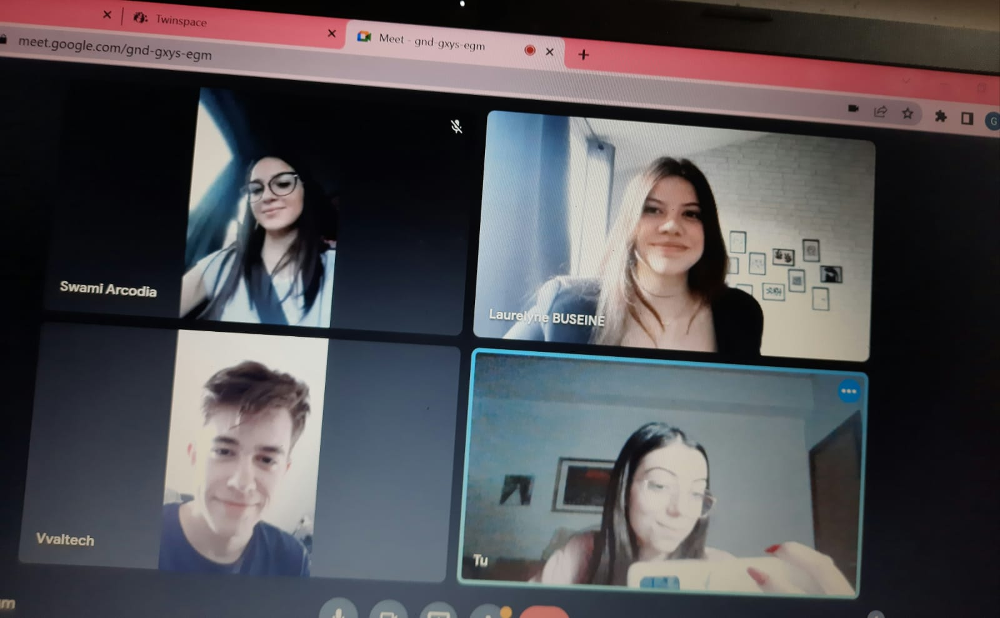 Twinspace
Meet - gnd-gxys-egm
meet.google.com/gnd-gxys-egm
G
Swami Arcodia
Laurelyne BUSEINE
Vvaltech
Tu